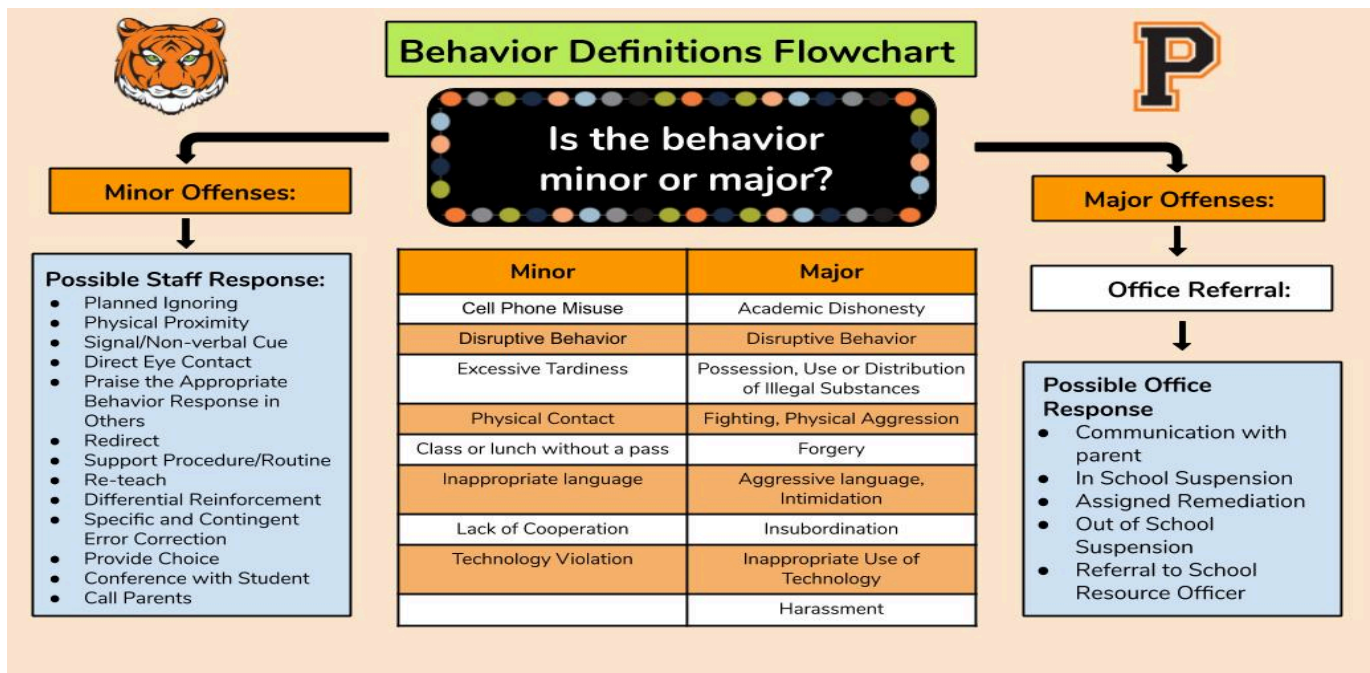 Behavior Definitions Flowchart
P
Is the behavior
minor or major?
Minor Offenses:
Possible Staff Response:
● Planned Ignoring
● Physical Proximity
● Signal/Non-verbal Cue
● Direct Eye Contact
● Praise the Appropriate
Behavior Response in
Others
● Redirect
● Support Procedure/Routine
● Re-teach
● Differential Reinforcement
● Specific and Contingent
Error Correction
● Provide Choice
● Conference with Student
● Call Parents
Minor Major
Cell Phone Misuse Academic Dishonesty
Disruptive Behavior Disruptive Behavior
Excessive Tardiness Possession, Use or Distribution
of Illegal Substances
Physical Contact Fighting, Physical Aggression
Class or lunch without a pass Forgery
Inappropriate language Aggressive language,
Intimidation
Lack of Cooperation Insubordination
Technology Violation Inappropriate Use of
Technology
Harassment
Major Offenses:
Office Referral:
Possible Office
Response
● Communication with
parent
● In School Suspension
● Assigned Remediation
● Out of School
Suspension
● Referral to School
Resource Officer